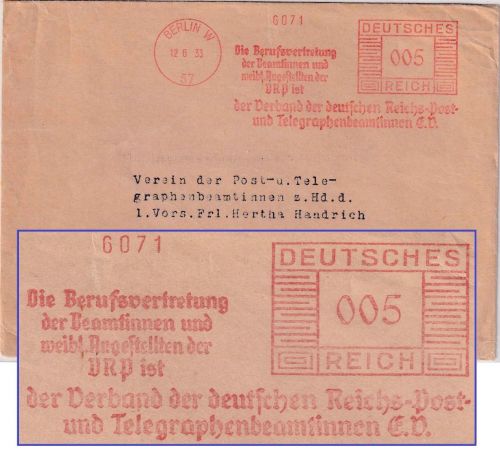 6071
BERLIN W
12 6 33
57
Die Berufsvertretung
der Beamtinnen und
weibl. Angestellten der
DRP ist
der Verband der deutschen Reichs-Post-
und Telegraphenbeamtinnen E.V.
DEUTSCHES
005
REICH
Verein der Post-u.Tele-
graphenbeamtinnen z.Hd.d.
1.Vors.Frl.Hertha Handrich
6071
Die Berufsvertretung
der Beamtinnen und
weibl. Angestellten der
DRP ist
der Verband der deutschen Reichs-Post-
und Telegraphenbeamtinnen E.V.
DEUTSCHES
005
REICH